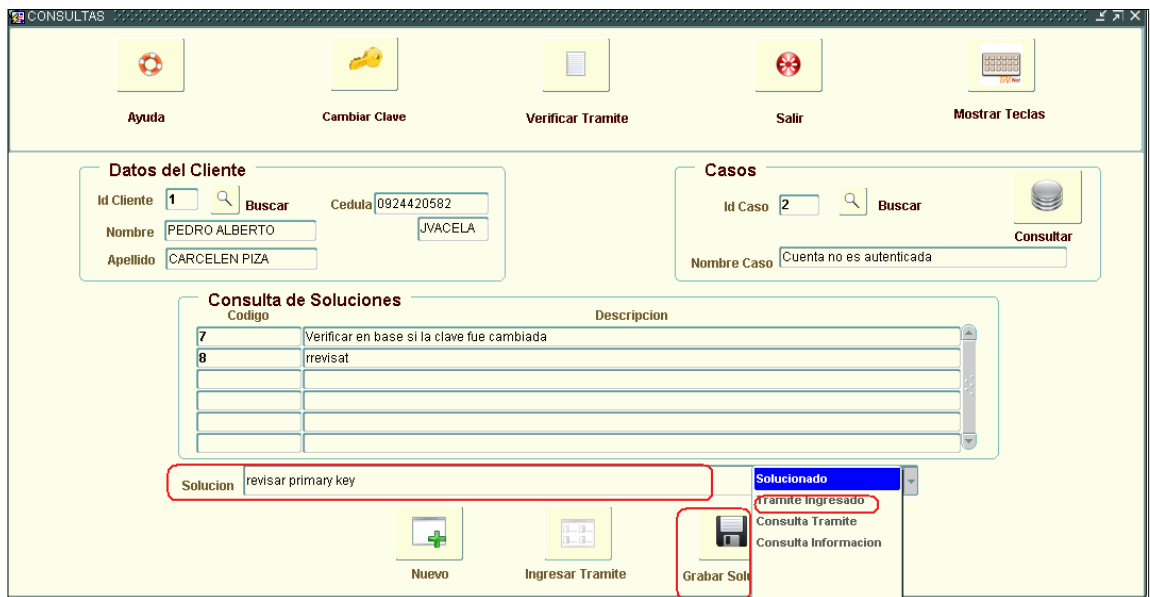 CONSULTAS
Ayuda
Cambiar Clave
Verificar Tramite
Salir
Mostrar Teclas
Datos del Cliente
Id Cliente 1 Buscar Cedula 0924420582
Nombre PEDRO ALBERTO JVACELA
Apellido CARCELEN PIZA
Casos
Id Caso 2 Buscar
Consultar
Nombre Caso Cuenta no es autenticada
Consulta de Soluciones
Codigo Descripcion
7 Verificar en base si la clave fue cambiada
8 rrevisat
Solucion revisar primary key
Solucionado
Tramite Ingresado
Consulta Tramite
Consulta Informacion
Nuevo
Ingresar Tramite
Grabar Solu